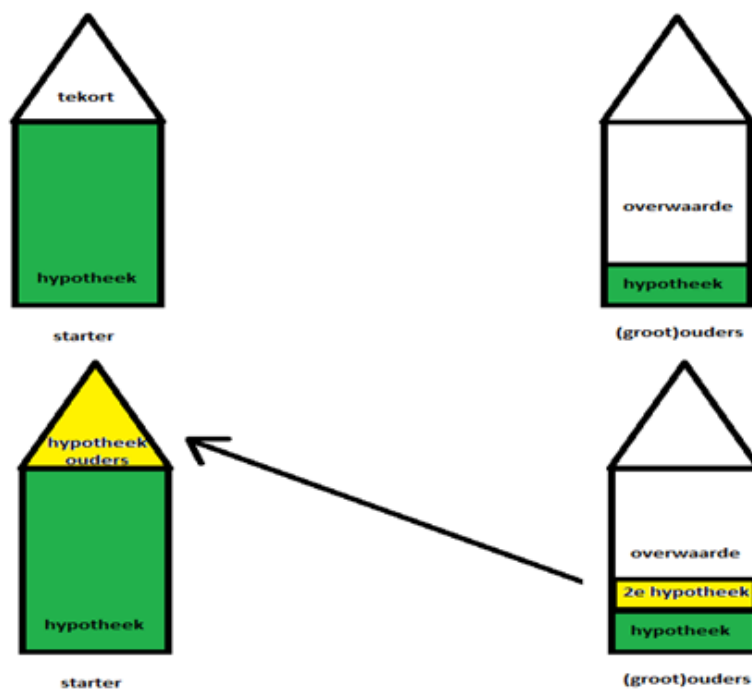 tekort
hypotheek
starter
overwaarde
hypotheek
(groot)ouders
hypotheek
ouders
hypotheek
starter
overwaarde
2e hypotheek
hypotheek
(groot)ouders